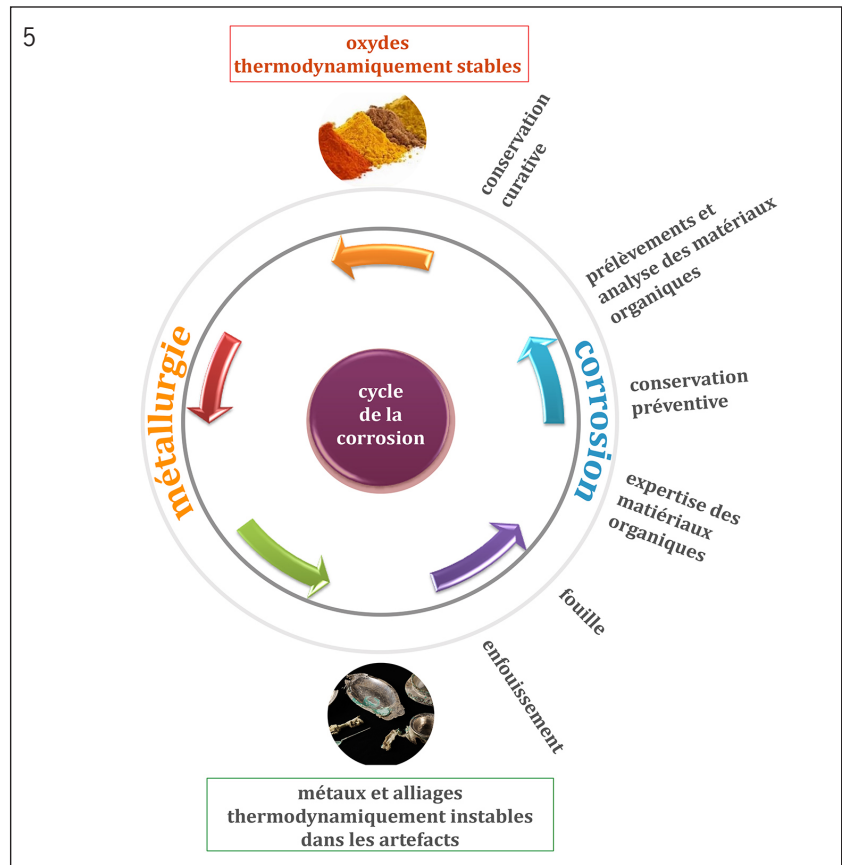 5
oxydes
thermodynamiquement stables
conservation
curative
prélèvements et
analyse des matériaux
organiques
conservation
préventive
expertise des
matiériaux
organiques
fouille
enfouissement
corrosion
métallurgie
cycle
de la
corrosion
métaux et alliages
thermodynamiquement instables
dans les artefacts